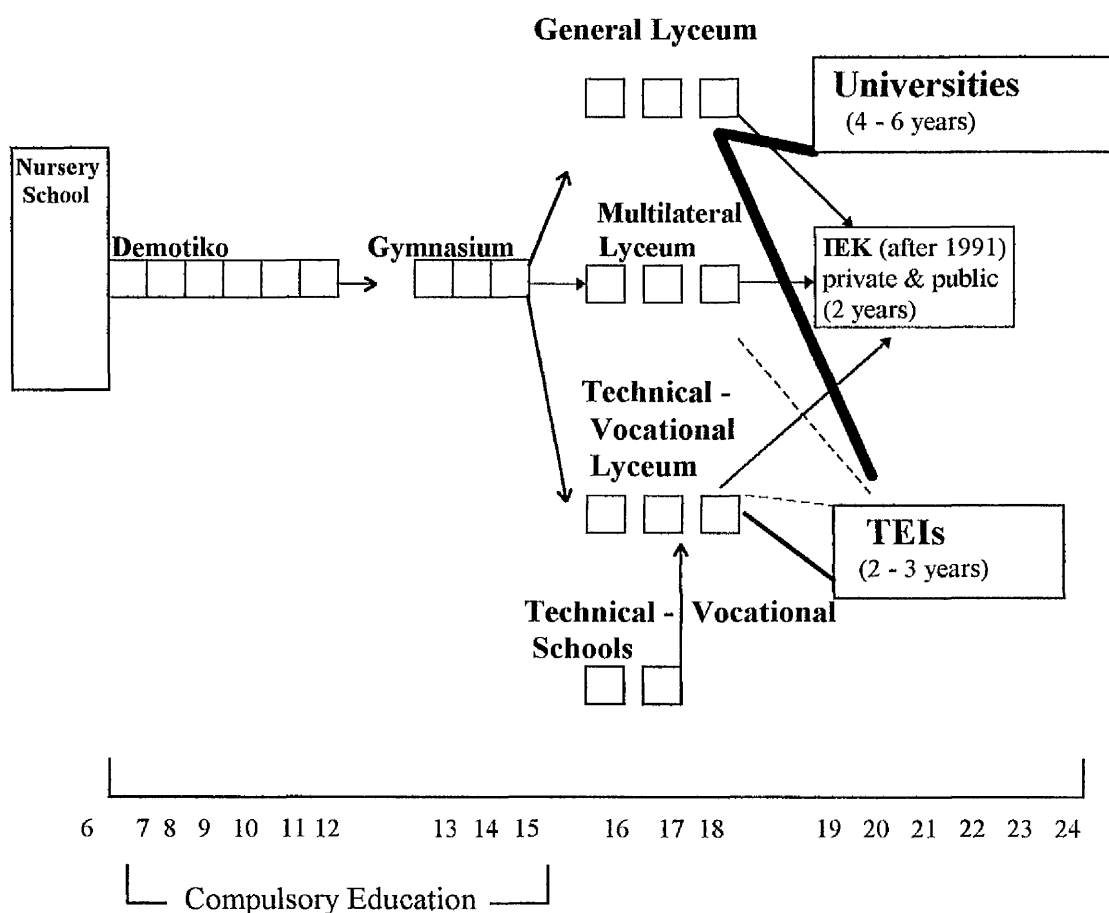 General Lyceum
Universities
(4 - 6 years)
Nursery
School
Demotiko
Gymnasium
Multilateral
Lyceum
IEK (after 1991)
private & public
(2 years)
Technical -
Vocational
Lyceum
TEIs
(2 - 3 years)
Technical - Vocational
Schools
6 7 8 9 10 11 12 13 14 15 16 17 18 19 20 21 22 23 24
Compulsory Education